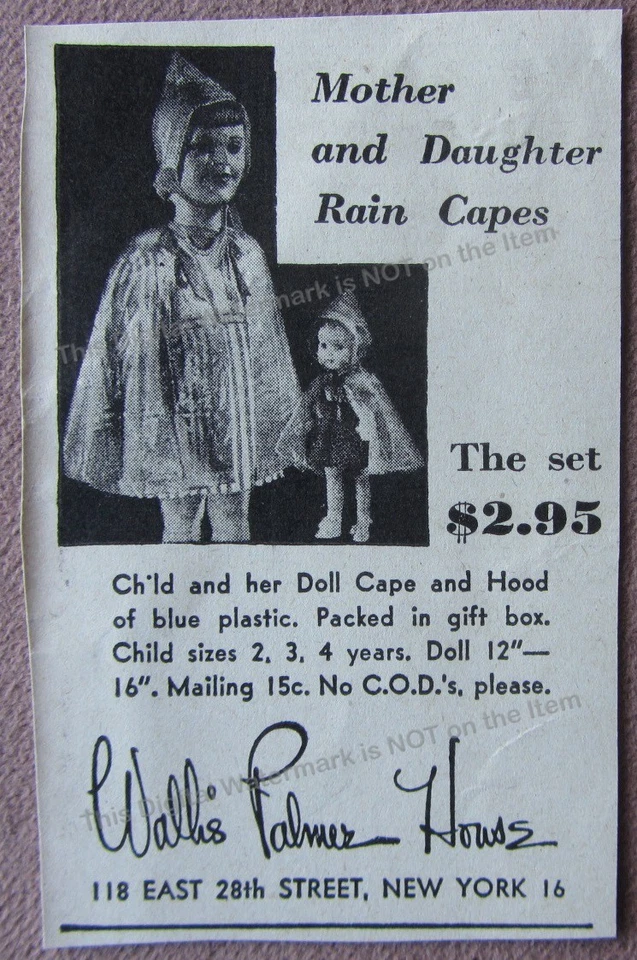 Mother
and Daughter
Rain Capes
This Digital Watermark is NOT on the Item
The set
$2.95
Ch'ld and her Doll Cape and Hood
of blue plastic. Packed in gift box.
Child sizes 2, 3, 4 years. Doll 12"—
16". Mailing 15c. No C.O.D.'s, please.
This Digital Watermark is NOT on the Item
Wallis Palmer House
118 EAST 28th STREET, NEW YORK 16